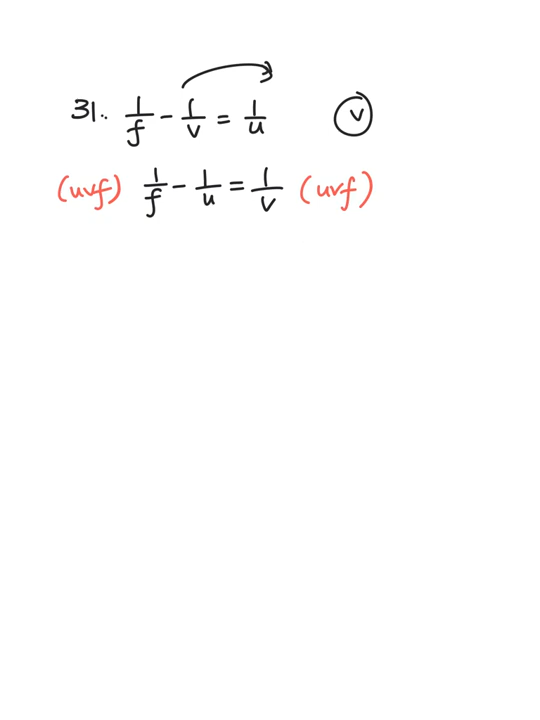 31. 1/f - 1/v = 1/u v
(uvf) 1/f - 1/u = 1/v (uvf)